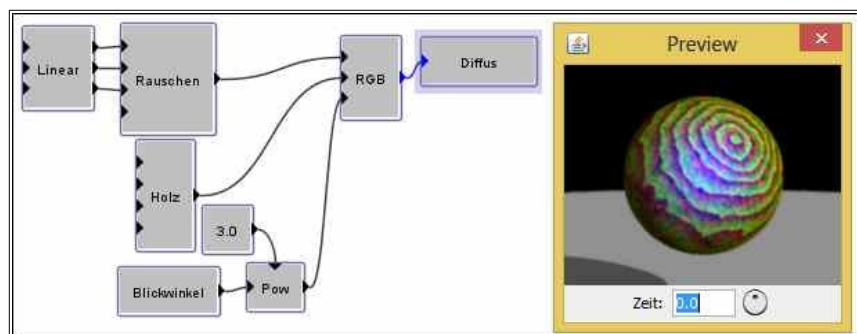 Linear
Rauschen
RGB
Diffus
Holz
3.0
Blickwinkel
Pow
Preview
x
Zeit: 0.0